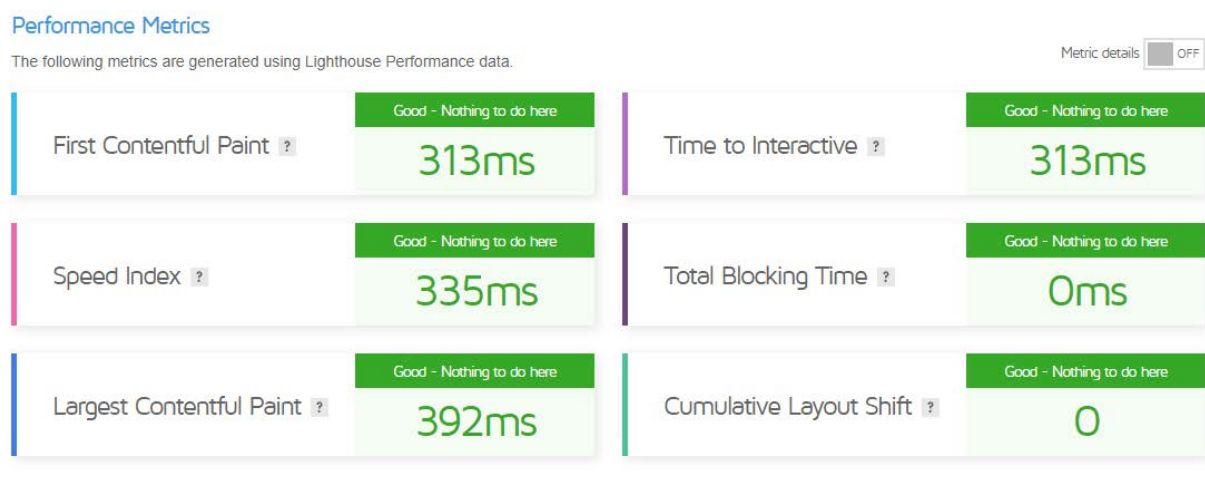 Performance Metrics
The following metrics are generated using Lighthouse Performance data.
Metric details OFF
First Contentful Paint ?
Good - Nothing to do here
313ms
Time to Interactive ?
Good - Nothing to do here
313ms
Speed Index ?
Good - Nothing to do here
335ms
Total Blocking Time ?
Good - Nothing to do here
0ms
Largest Contentful Paint ?
Good - Nothing to do here
392ms
Cumulative Layout Shift ?
Good - Nothing to do here
0